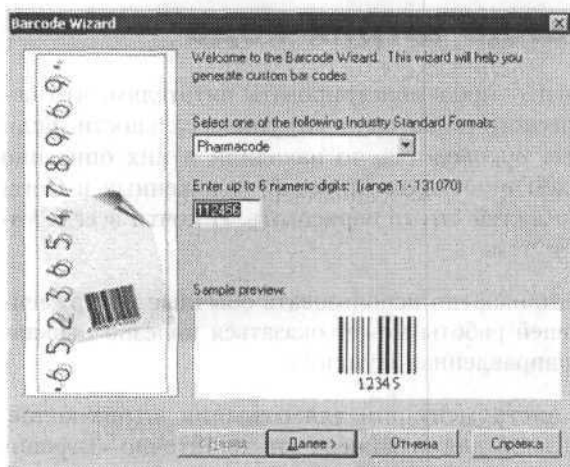 Barcode Wizard
Welcome to the Barcode Wizard. This wizard will help you
generate custom bar codes.
Select one of the following Industry Standard Formats:
Pharmacode
Enter up to 6 numeric digits: (range 1 - 131070)
112456
Sample preview:
12345
Далее >
Отмена
Справка